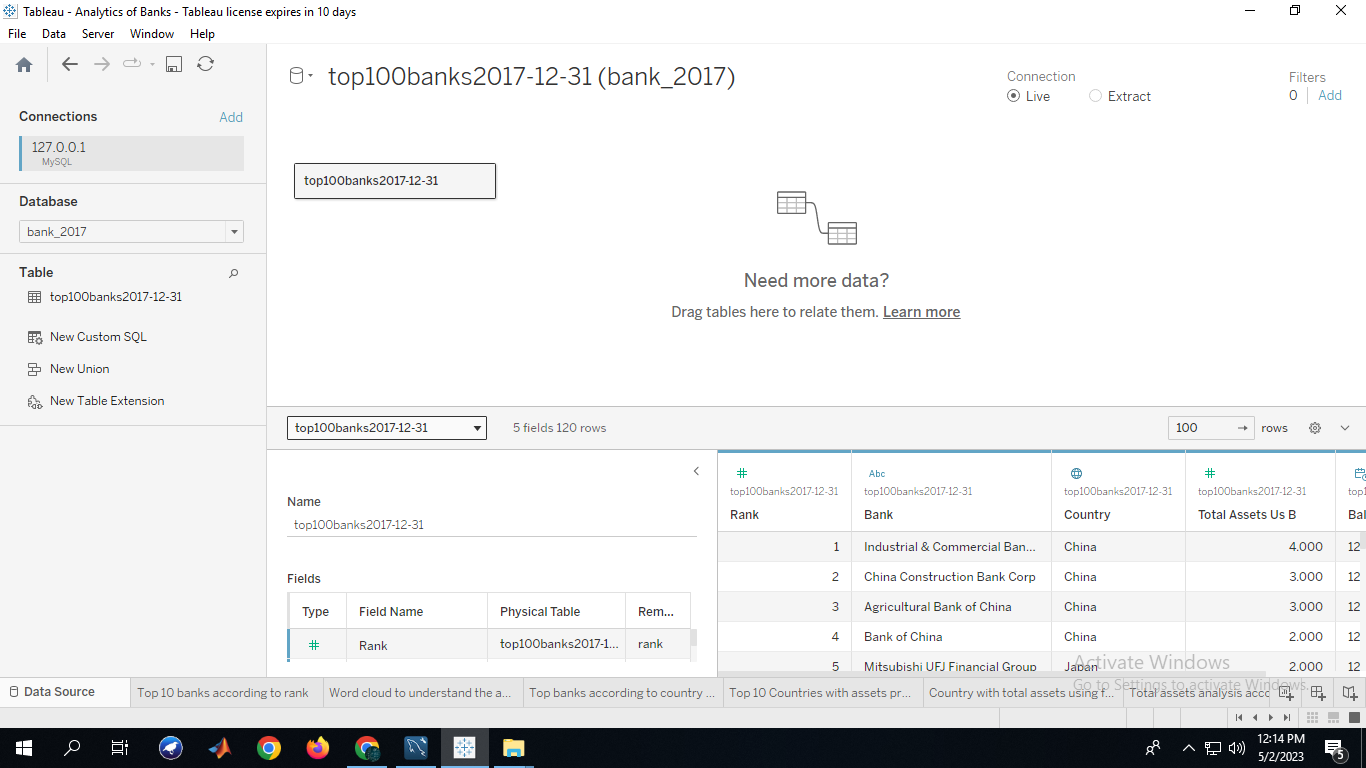 Tableau - Analytics of Banks - Tableau license expires in 10 days
File Data Server Window Help
Connections Add
127.0.0.1
MySQL
Database
bank_2017
Table
top100banks2017-12-31
New Custom SQL
New Union
New Table Extension
top100banks2017-12-31 (bank_2017)
Connection
Live Extract
Filters
0 Add
top100banks2017-12-31
Need more data?
Drag tables here to relate them. Learn more
top100banks2017-12-31 5 fields 120 rows 100 rows
Name
top100banks2017-12-31
Fields
Type Field Name Physical Table Rem...
# Rank top100banks2017-1... rank
# Abc #
top100banks2017-12-31 top100banks2017-12-31 top100banks2017-12-31 top100banks2017-12-31 top1
Rank Bank Country Total Assets Us B Bal
1 Industrial & Commercial Ban... China 4.000 12
2 China Construction Bank Corp China 3.000 12
3 Agricultural Bank of China China 3.000 12
4 Bank of China China 2.000 12
5 Mitsubishi UFJ Financial Group Japan 2.000 12
Activate Windows
Go to Settings to activate Windows.
Data Source Top 10 banks according to rank Word cloud to understand the a... Top banks according to country ... Top 10 Countries with assets pr... Country with total assets using f... Total assets analysis acco
12:14 PM
5/2/2023
5